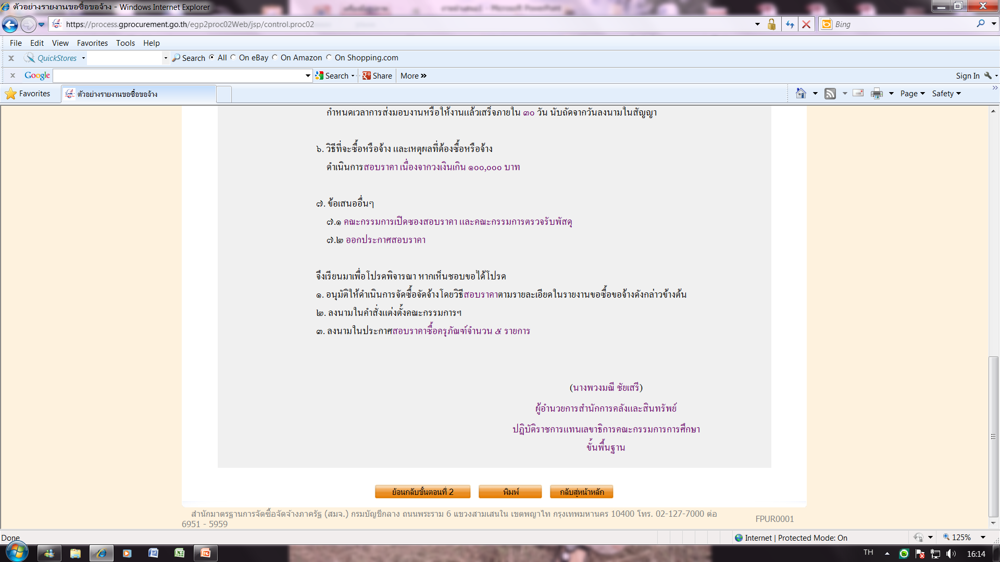 ตัวอย่างรายงานขอซื้อขอจ้าง - Windows Internet Explorer
https://process.gprocurement.go.th/egp2proc02Web/jsp/control.proc02
Bing
File Edit View Favorites Tools Help
x QuickStores Search All On eBay On Amazon On Shopping.com
x Google Search Share More »
Sign In
Favorites ตัวอย่างรายงานขอซื้อขอจ้าง Page Safety »
กำหนดเวลาการส่งมอบงานหรือให้งานแล้วเสร็จภายใน ๓๐ วัน นับถัดจากวันลงนามในสัญญา
๖. วิธีที่จะซื้อหรือจ้าง และเหตุผลที่ต้องซื้อหรือจ้าง
ดำเนินการสอบราคา เนื่องจากวงเงินเกิน ๑๐๐,๐๐๐ บาท
๗. ข้อเสนออื่นๆ
๗.๑ คณะกรรมการเปิดซองสอบราคา และคณะกรรมการตรวจรับพัสดุ
๗.๒ ออกประกาศสอบราคา
จึงเรียนมาเพื่อโปรดพิจารณา หากเห็นชอบขอได้โปรด
๑. อนุมัติให้ดำเนินการจัดซื้อจัดจ้างโดยวิธีสอบราคาตามรายละเอียดในรายงานขอซื้อขอจ้างดังกล่าวข้างต้น
๒. ลงนามในคำสั่งแต่งตั้งคณะกรรมการฯ
๓. ลงนามในประกาศสอบราคาซื้อครุภัณฑ์จำนวน ๕ รายการ
(นางพวงมณี ชัยเสรี)
ผู้อำนวยการสำนักการคลังและสินทรัพย์
ปฏิบัติราชการแทนเลขาธิการคณะกรรมการการศึกษา
ขั้นพื้นฐาน
ย้อนกลับขั้นตอนที่ 2 พิมพ์ กลับสู่หน้าหลัก
สำนักมาตรฐานการจัดซื้อจัดจ้างภาครัฐ (สมจ.) กรมบัญชีกลาง ถนนพระราม 6 แขวงสามเสนใน เขตพญาไท กรุงเทพมหานคร 10400 โทร. 02-127-7000 ต่อ
6951 - 5959
FPUR0001
Done Internet | Protected Mode: On 125%
TH 16:14